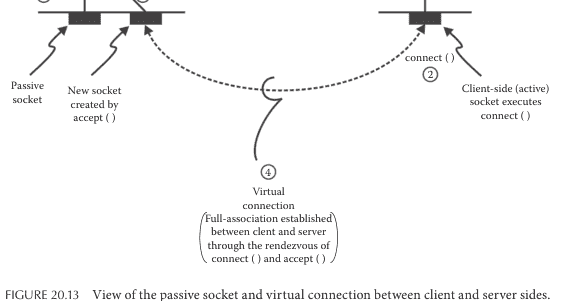 connect ( )
②
Passive
socket
New socket
created by
accept ( )
Client-side (active)
socket executes
connect ( )
④
Virtual
connection
(Full-association established
between clent and server
through the rendezvous of
connect ( ) and accept ( ))
FIGURE 20.13 View of the passive socket and virtual connection between client and server sides.